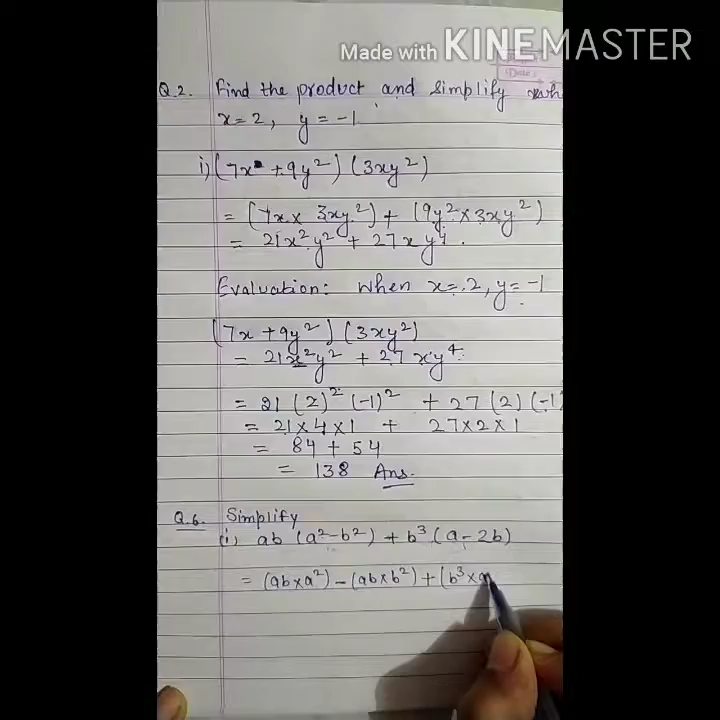 Made with KINEMASTER
Date:
Q.2. Find the product and simplify
x = 2, y = -1
i) (7x + 9y²) (3xy²)
= (7x × 3xy²) + (9y² × 3xy²)
= 21x²y² + 27xy⁴.
Evaluation: When x = 2, y = -1
(7x + 9y²) (3xy²)
= 21x²y² + 27xy⁴
= 21 (2)² (-1)² + 27 (2) (-1)
= 21 × 4 × 1 + 27 × 2 × 1
= 84 + 54
= 138 Ans.
Q.6. Simplify
(i) ab (a² - b²) + b³ (a - 2b)
= (ab × a²) - (ab × b²) + (b³ × a